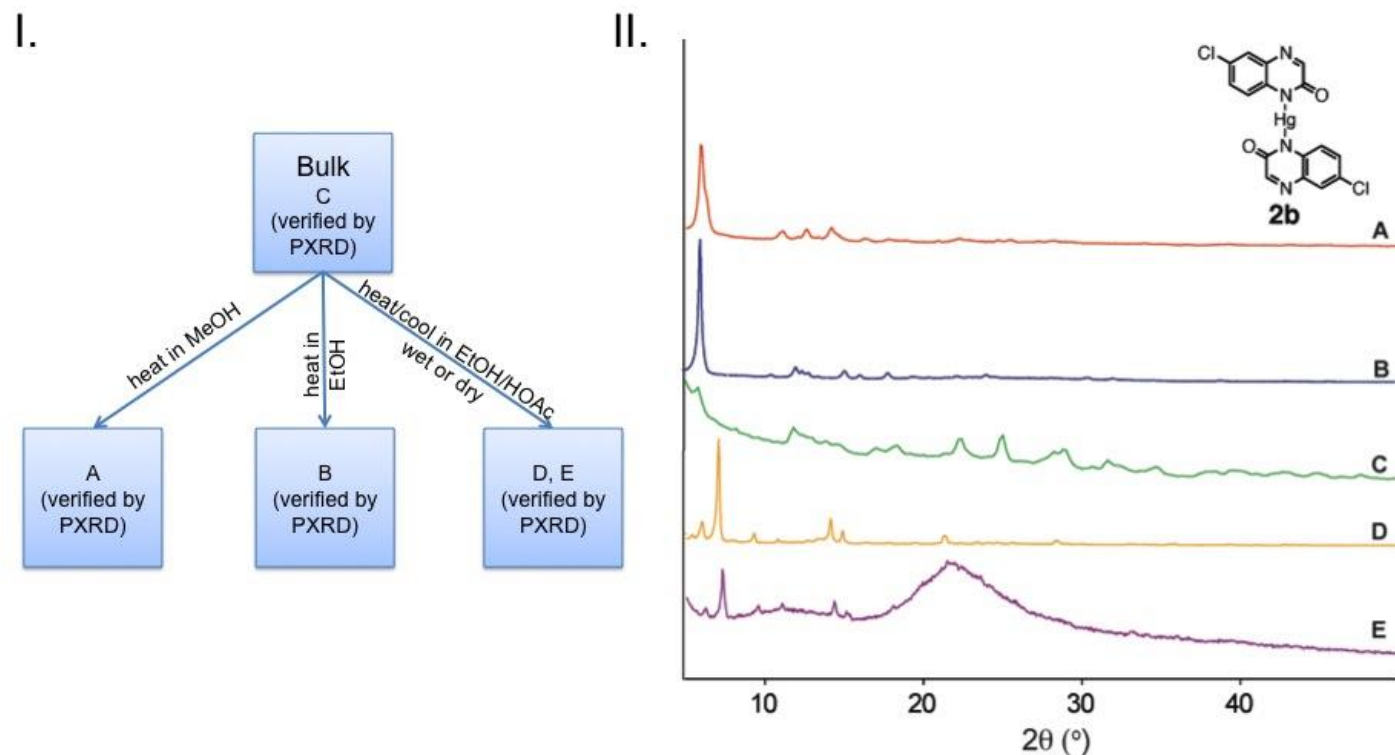 I.
Bulk
C
(verified by
PXRD)
heat in MeOH
heat in
EtOH
heat/cool in EtOH/HOAc
wet or dry
A
(verified by
PXRD)
B
(verified by
PXRD)
D, E
(verified by
PXRD)
II.
Cl
N
N
O
Hg
O
N
N
Cl
2b
A
B
C
D
E
10
20
30
40
2θ (°)